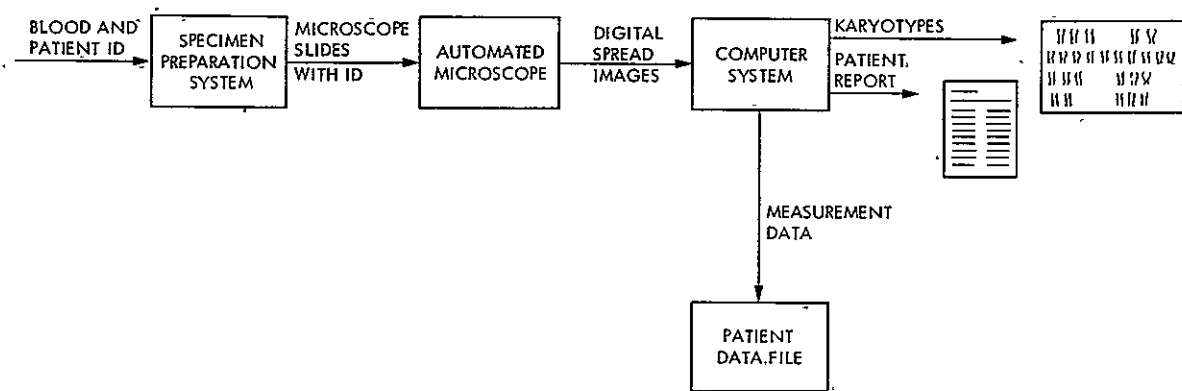 BLOOD AND
PATIENT ID
SPECIMEN
PREPARATION
SYSTEM
MICROSCOPE
SLIDES
WITH ID
AUTOMATED
MICROSCOPE
DIGITAL
SPREAD
IMAGES
COMPUTER
SYSTEM
KARYOTYPES
PATIENT.
REPORT
MEASUREMENT
DATA
PATIENT
DATA.FILE